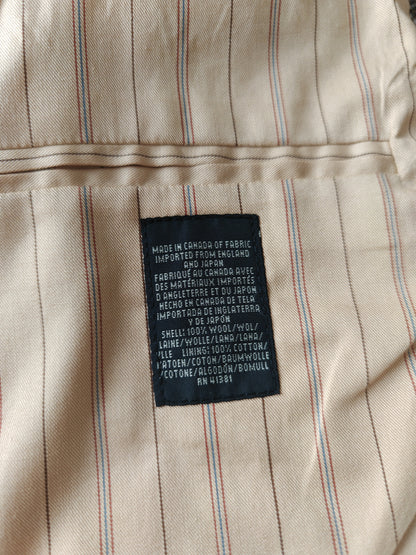 MADE IN CANADA OF FABRIC
IMPORTED FROM ENGLAND
AND JAPAN
FABRIQUÉ AU CANADA AVEC
DES MATÉRIAUX IMPORTÉS
D'ANGLETERRE ET DU JAPON
HECHO EN CANADA DE TELA
IMPORTADA DE INGLATERRA
Y DE JAPÓN
SHELL: 100% WOOL/WOL/
LAINE/WOLLE/LANA/LANA/
LINING: 100% COTTON/
KATOEN/COTON/BAUMWOLLE
/COTONE/ALGODÓN/BOMULL
RN 41381